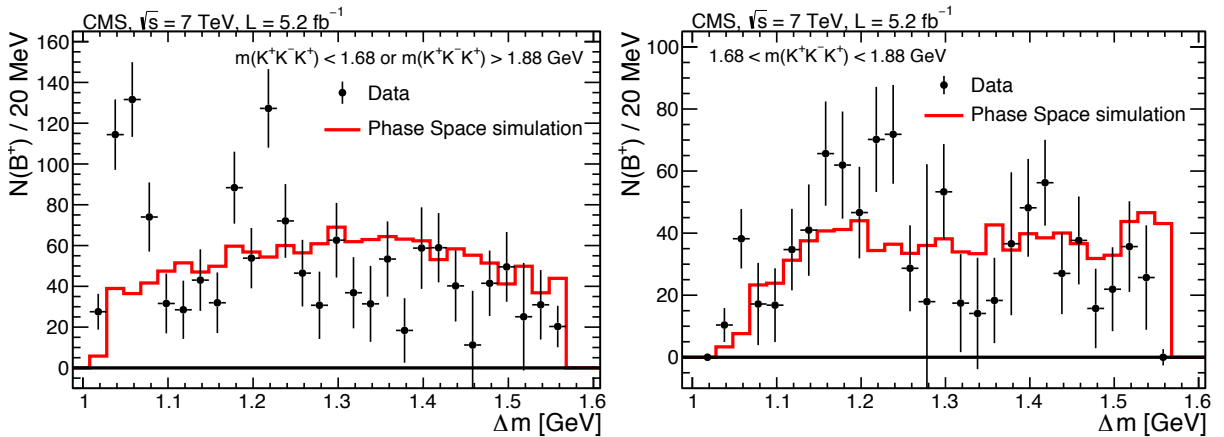 CMS, √s = 7 TeV, L = 5.2 fb⁻¹
N(B⁺) / 20 MeV
160
140
120
100
80
60
40
20
0
m(K⁺K⁻K⁺) < 1.68 or m(K⁺K⁻K⁺) > 1.88 GeV
Data
Phase Space simulation
1 1.1 1.2 1.3 1.4 1.5 1.6
Δm [GeV]
CMS, √s = 7 TeV, L = 5.2 fb⁻¹
N(B⁺) / 20 MeV
100
80
60
40
20
0
1.68 < m(K⁺K⁻K⁺) < 1.88 GeV
Data
Phase Space simulation
1 1.1 1.2 1.3 1.4 1.5 1.6
Δm [GeV]